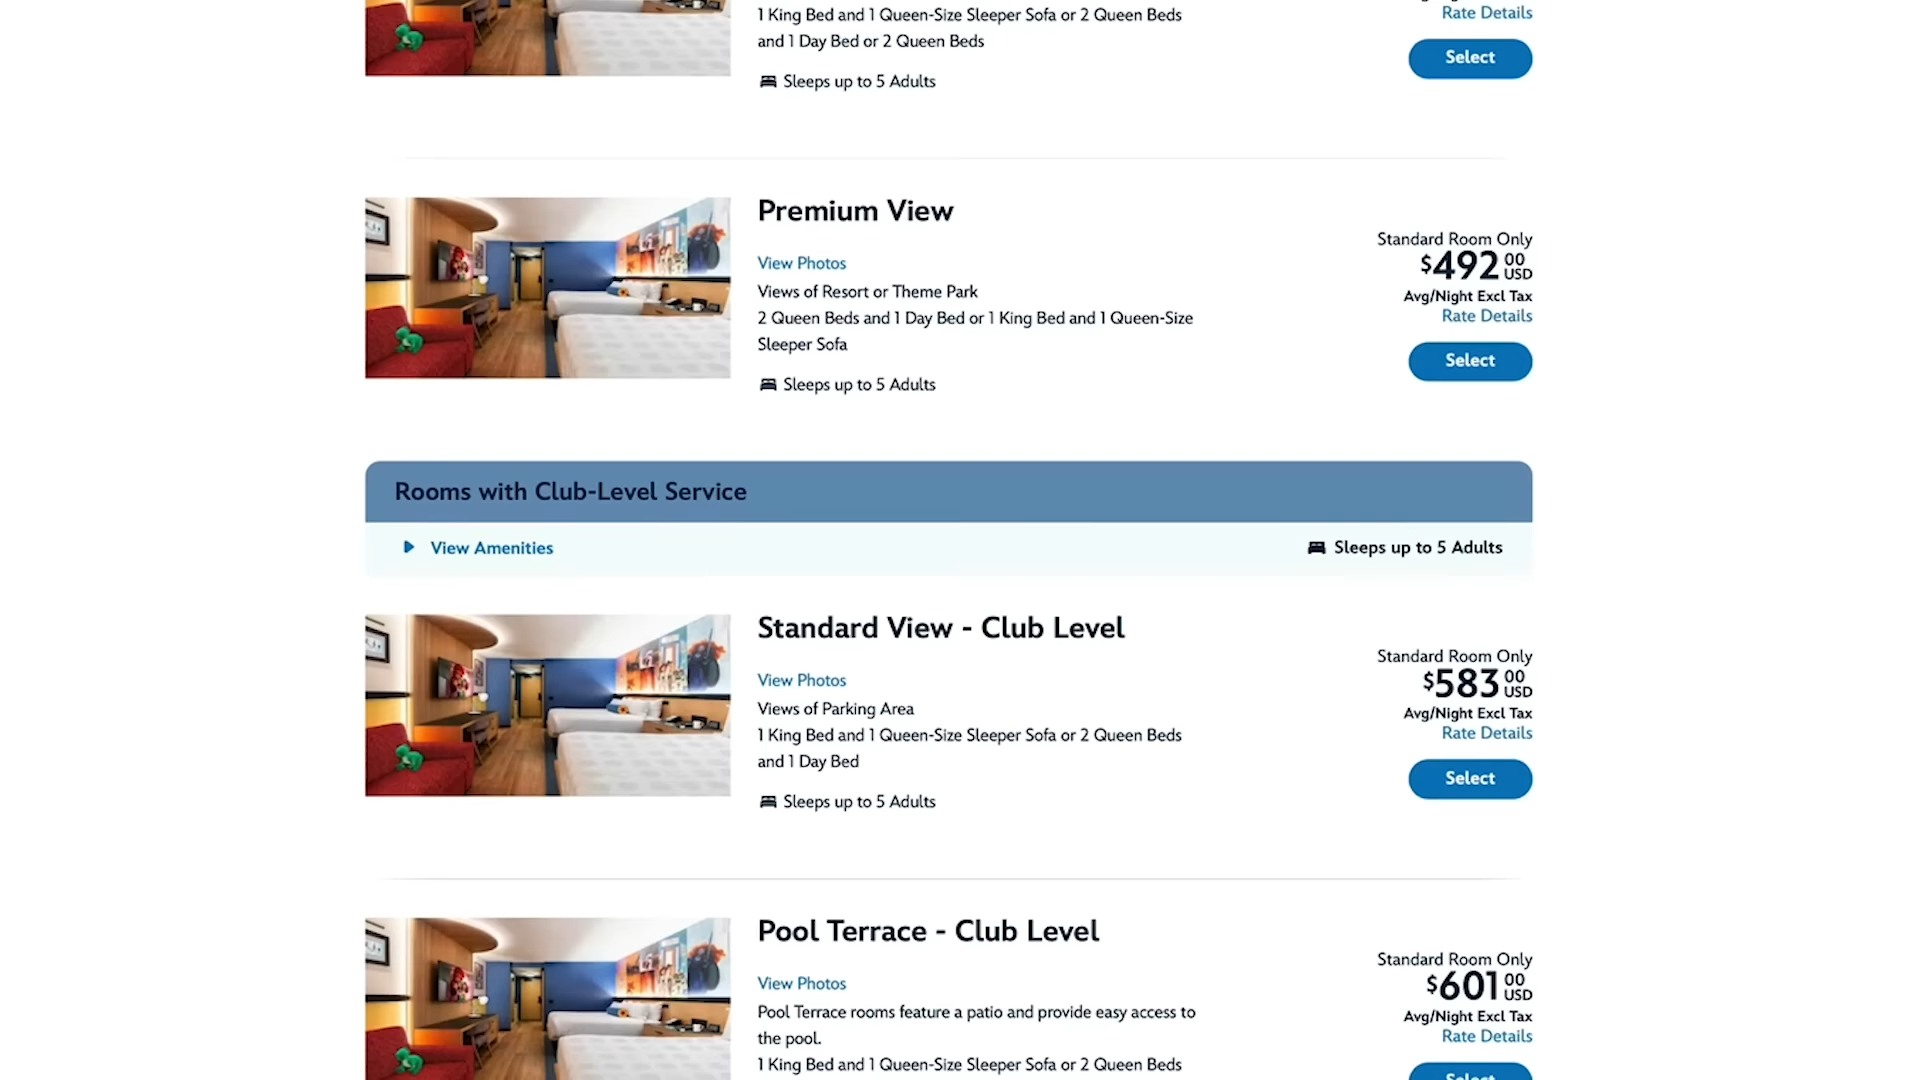 1 King Bed and 1 Queen-Size Sleeper Sofa or 2 Queen Beds
and 1 Day Bed or 2 Queen Beds
Sleeps up to 5 Adults
Rate Details
Select
Premium View
View Photos
Views of Resort or Theme Park
2 Queen Beds and 1 Day Bed or 1 King Bed and 1 Queen-Size
Sleeper Sofa
Sleeps up to 5 Adults
Standard Room Only
$492 00 USD
Avg/Night Excl Tax
Rate Details
Select
Rooms with Club-Level Service
View Amenities
Sleeps up to 5 Adults
Standard View - Club Level
View Photos
Views of Parking Area
1 King Bed and 1 Queen-Size Sleeper Sofa or 2 Queen Beds
and 1 Day Bed
Sleeps up to 5 Adults
Standard Room Only
$583 00 USD
Avg/Night Excl Tax
Rate Details
Select
Pool Terrace - Club Level
View Photos
Pool Terrace rooms feature a patio and provide easy access to
the pool.
1 King Bed and 1 Queen-Size Sleeper Sofa or 2 Queen Beds
Standard Room Only
$601 00 USD
Avg/Night Excl Tax
Rate Details
Select